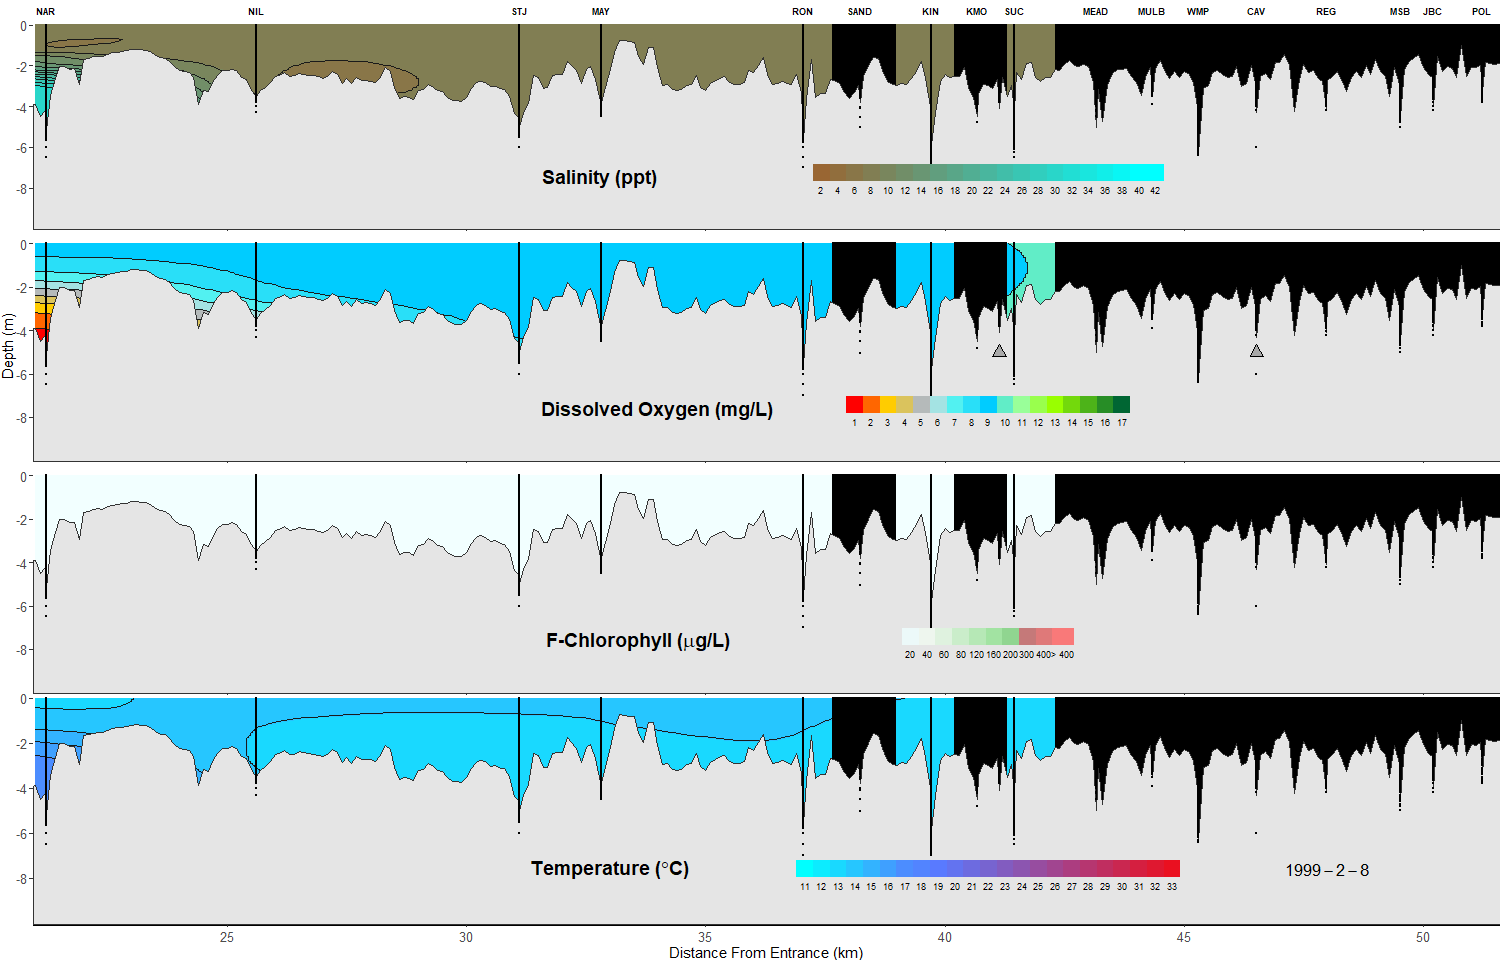 NAR NIL STJ MAY RON SAND KIN KMO SUC MEAD MULB WMP CAV REG MSB JBC POL
0
-2
-4
-6
-8
Salinity (ppt)
2 4 6 8 10 12 14 16 18 20 22 24 26 28 30 32 34 36 38 40 42
0
-2
-4
-6
-8
Depth (m)
Dissolved Oxygen (mg/L)
1 2 3 4 5 6 7 8 9 10 11 12 13 14 15 16 17
0
-2
-4
-6
-8
F-Chlorophyll (μg/L)
20 40 60 80 120 160 200 300 400> 400
0
-2
-4
-6
-8
Temperature (°C)
11 12 13 14 15 16 17 18 19 20 21 22 23 24 25 26 27 28 29 30 31 32 33
1999-2-8
25 30 35 40 45 50
Distance From Entrance (km)